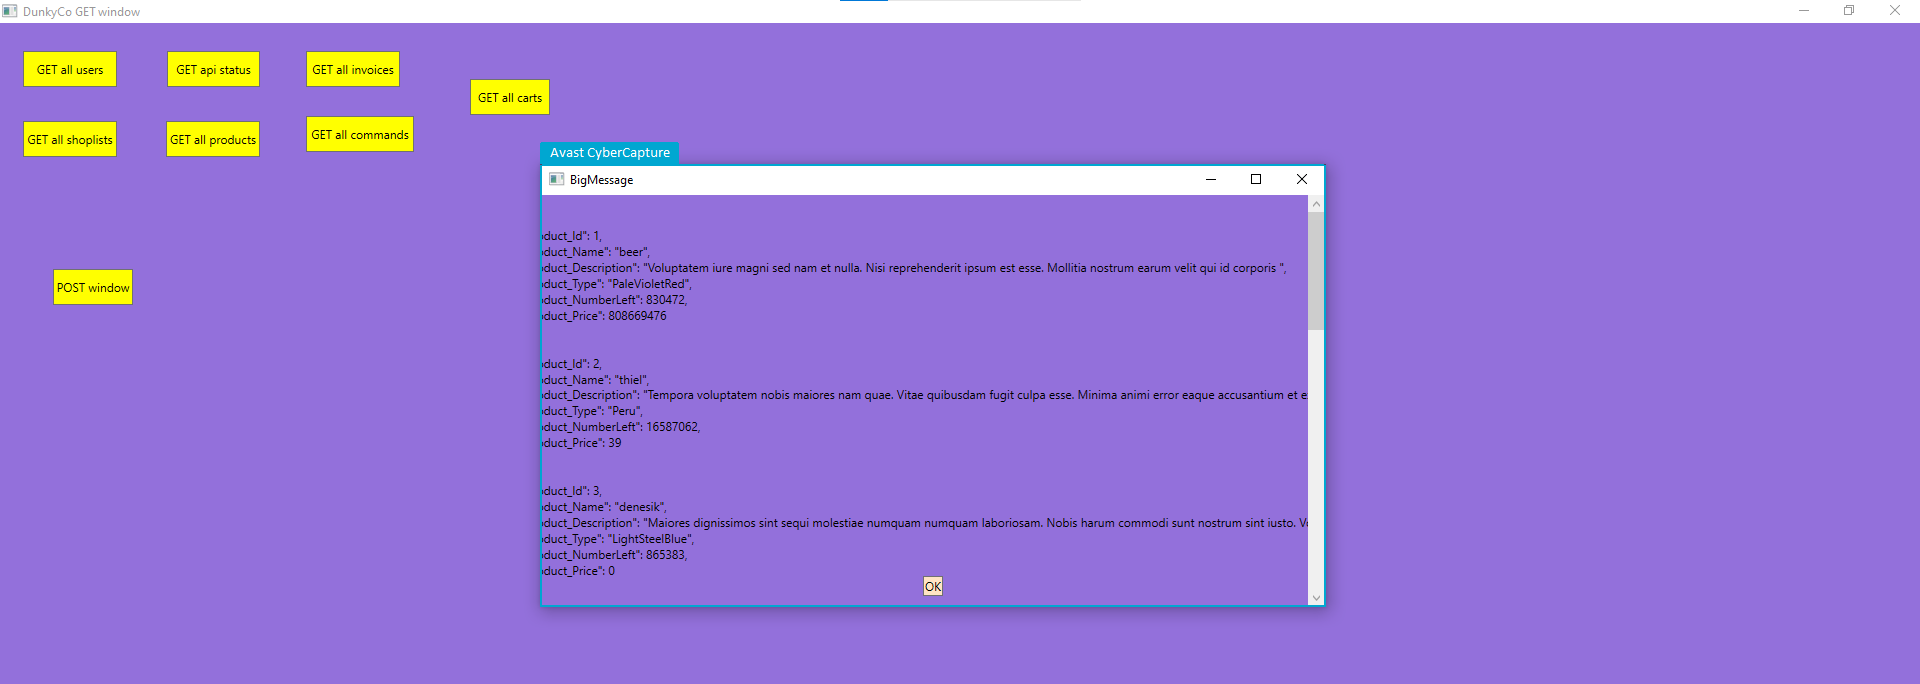 DunkyCo GET window
GET all users
GET api status
GET all invoices
GET all carts
GET all shoplists
GET all products
GET all commands
POST window
Avast CyberCapture
BigMessage
duct_Id": 1,
duct_Name": "beer",
duct_Description": "Voluptatem iure magni sed nam et nulla. Nisi reprehenderit ipsum est esse. Mollitia nostrum earum velit qui id corporis ",
duct_Type": "PaleVioletRed",
duct_NumberLeft": 830472,
duct_Price": 808669476
duct_Id": 2,
duct_Name": "thiel",
duct_Description": "Tempora voluptatem nobis maiores nam quae. Vitae quibusdam fugit culpa esse. Minima animi error eaque accusantium et e
duct_Type": "Peru",
duct_NumberLeft": 16587062,
duct_Price": 39
duct_Id": 3,
duct_Name": "denesik",
duct_Description": "Maiores dignissimos sint sequi molestiae numquam numquam laboriosam. Nobis harum commodi sunt nostrum sint iusto. V
duct_Type": "LightSteelBlue",
duct_NumberLeft": 865383,
duct_Price": 0
OK